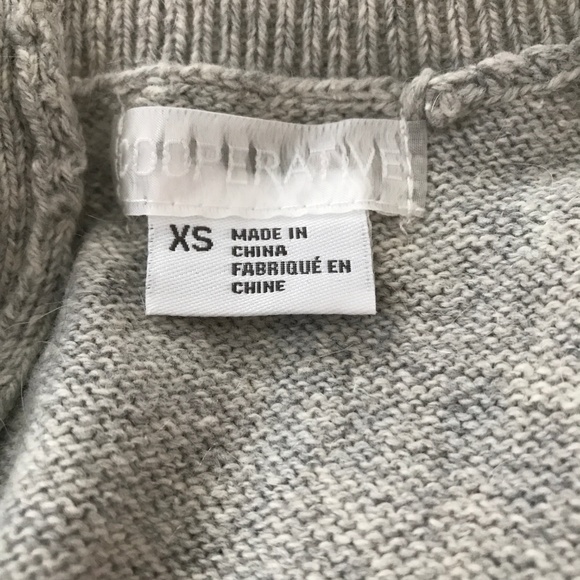 COOPERATIVE
XS
MADE IN
CHINA
FABRIQUÉ EN
CHINE